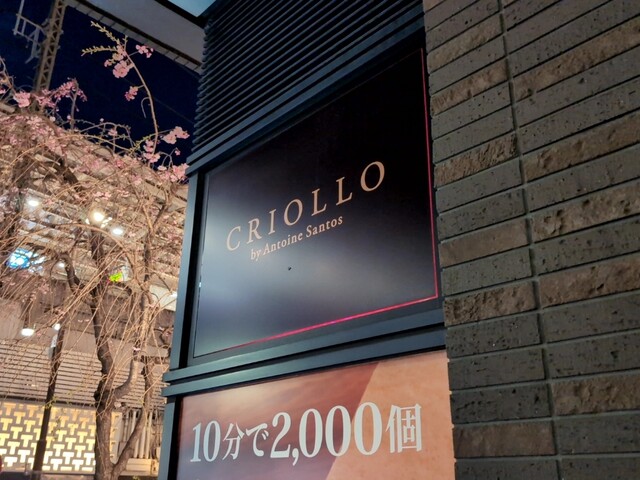 CRIOLLO
by Antoine Santos
10分で2,000個